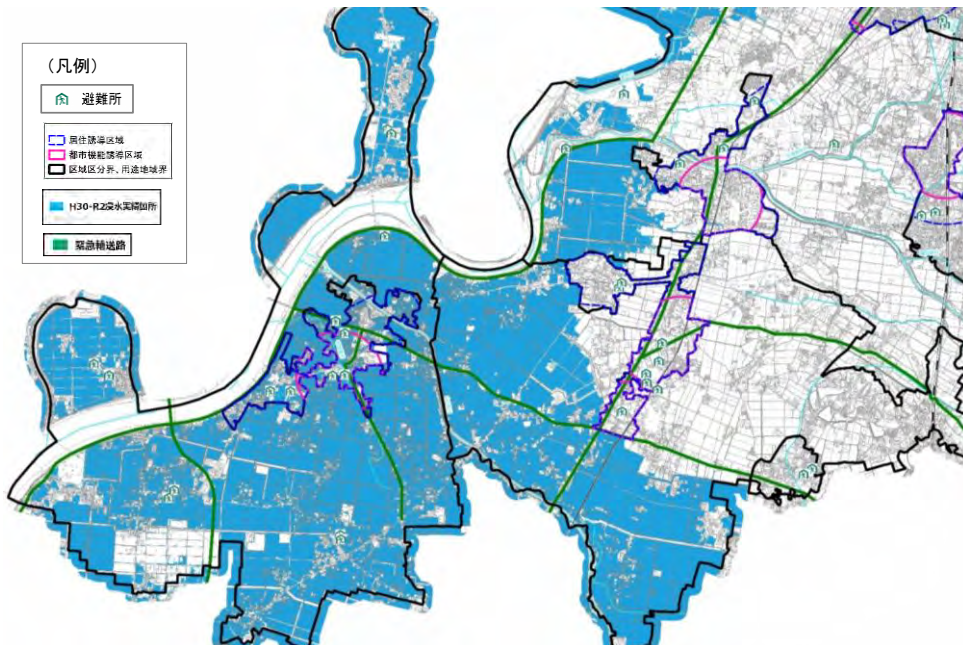 （凡例）
避難所
居住誘導区域
都市機能誘導区域
区域区分界、用途地域界
H30-R2浸水実績箇所
緊急輸送路